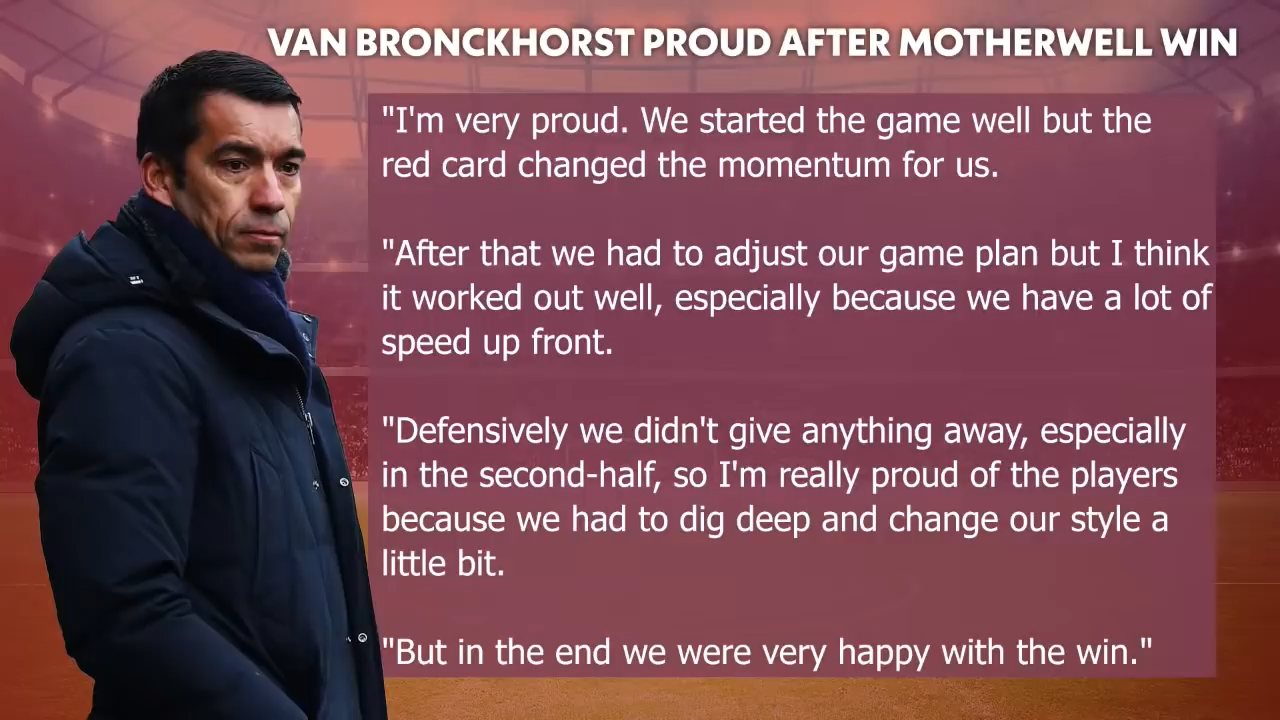 VAN BRONCKHORST PROUD AFTER MOTHERWELL WIN
"I'm very proud. We started the game well but the
red card changed the momentum for us.
"After that we had to adjust our game plan but I think
it worked out well, especially because we have a lot of
speed up front.
"Defensively we didn't give anything away, especially
in the second-half, so I'm really proud of the players
because we had to dig deep and change our style a
little bit.
"But in the end we were very happy with the win."